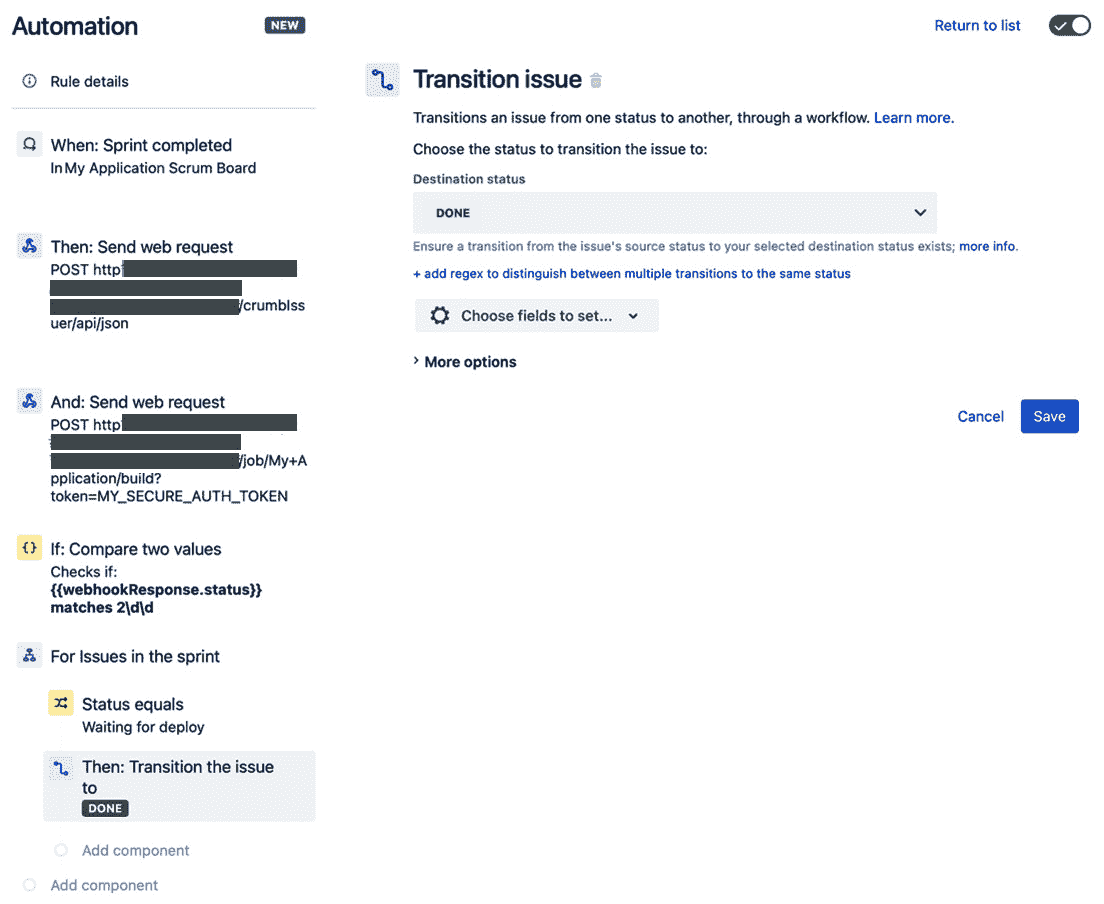 Automation
NEW
Return to list
Rule details
When: Sprint completed
In My Application Scrum Board
Then: Send web request
POST http
/crumbIss
uer/api/json
And: Send web request
POST http
/job/My+A
pplication/build?
token=MY_SECURE_AUTH_TOKEN
If: Compare two values
Checks if:
{{webhookResponse.status}}
matches 2\d\d
For Issues in the sprint
Status equals
Waiting for deploy
Then: Transition the issue
to
DONE
Add component
Add component
Transition issue
Transitions an issue from one status to another, through a workflow. Learn more.
Choose the status to transition the issue to:
Destination status
DONE
Ensure a transition from the issue's source status to your selected destination status exists; more info.
+ add regex to distinguish between multiple transitions to the same status
Choose fields to set...
More options
Cancel
Save